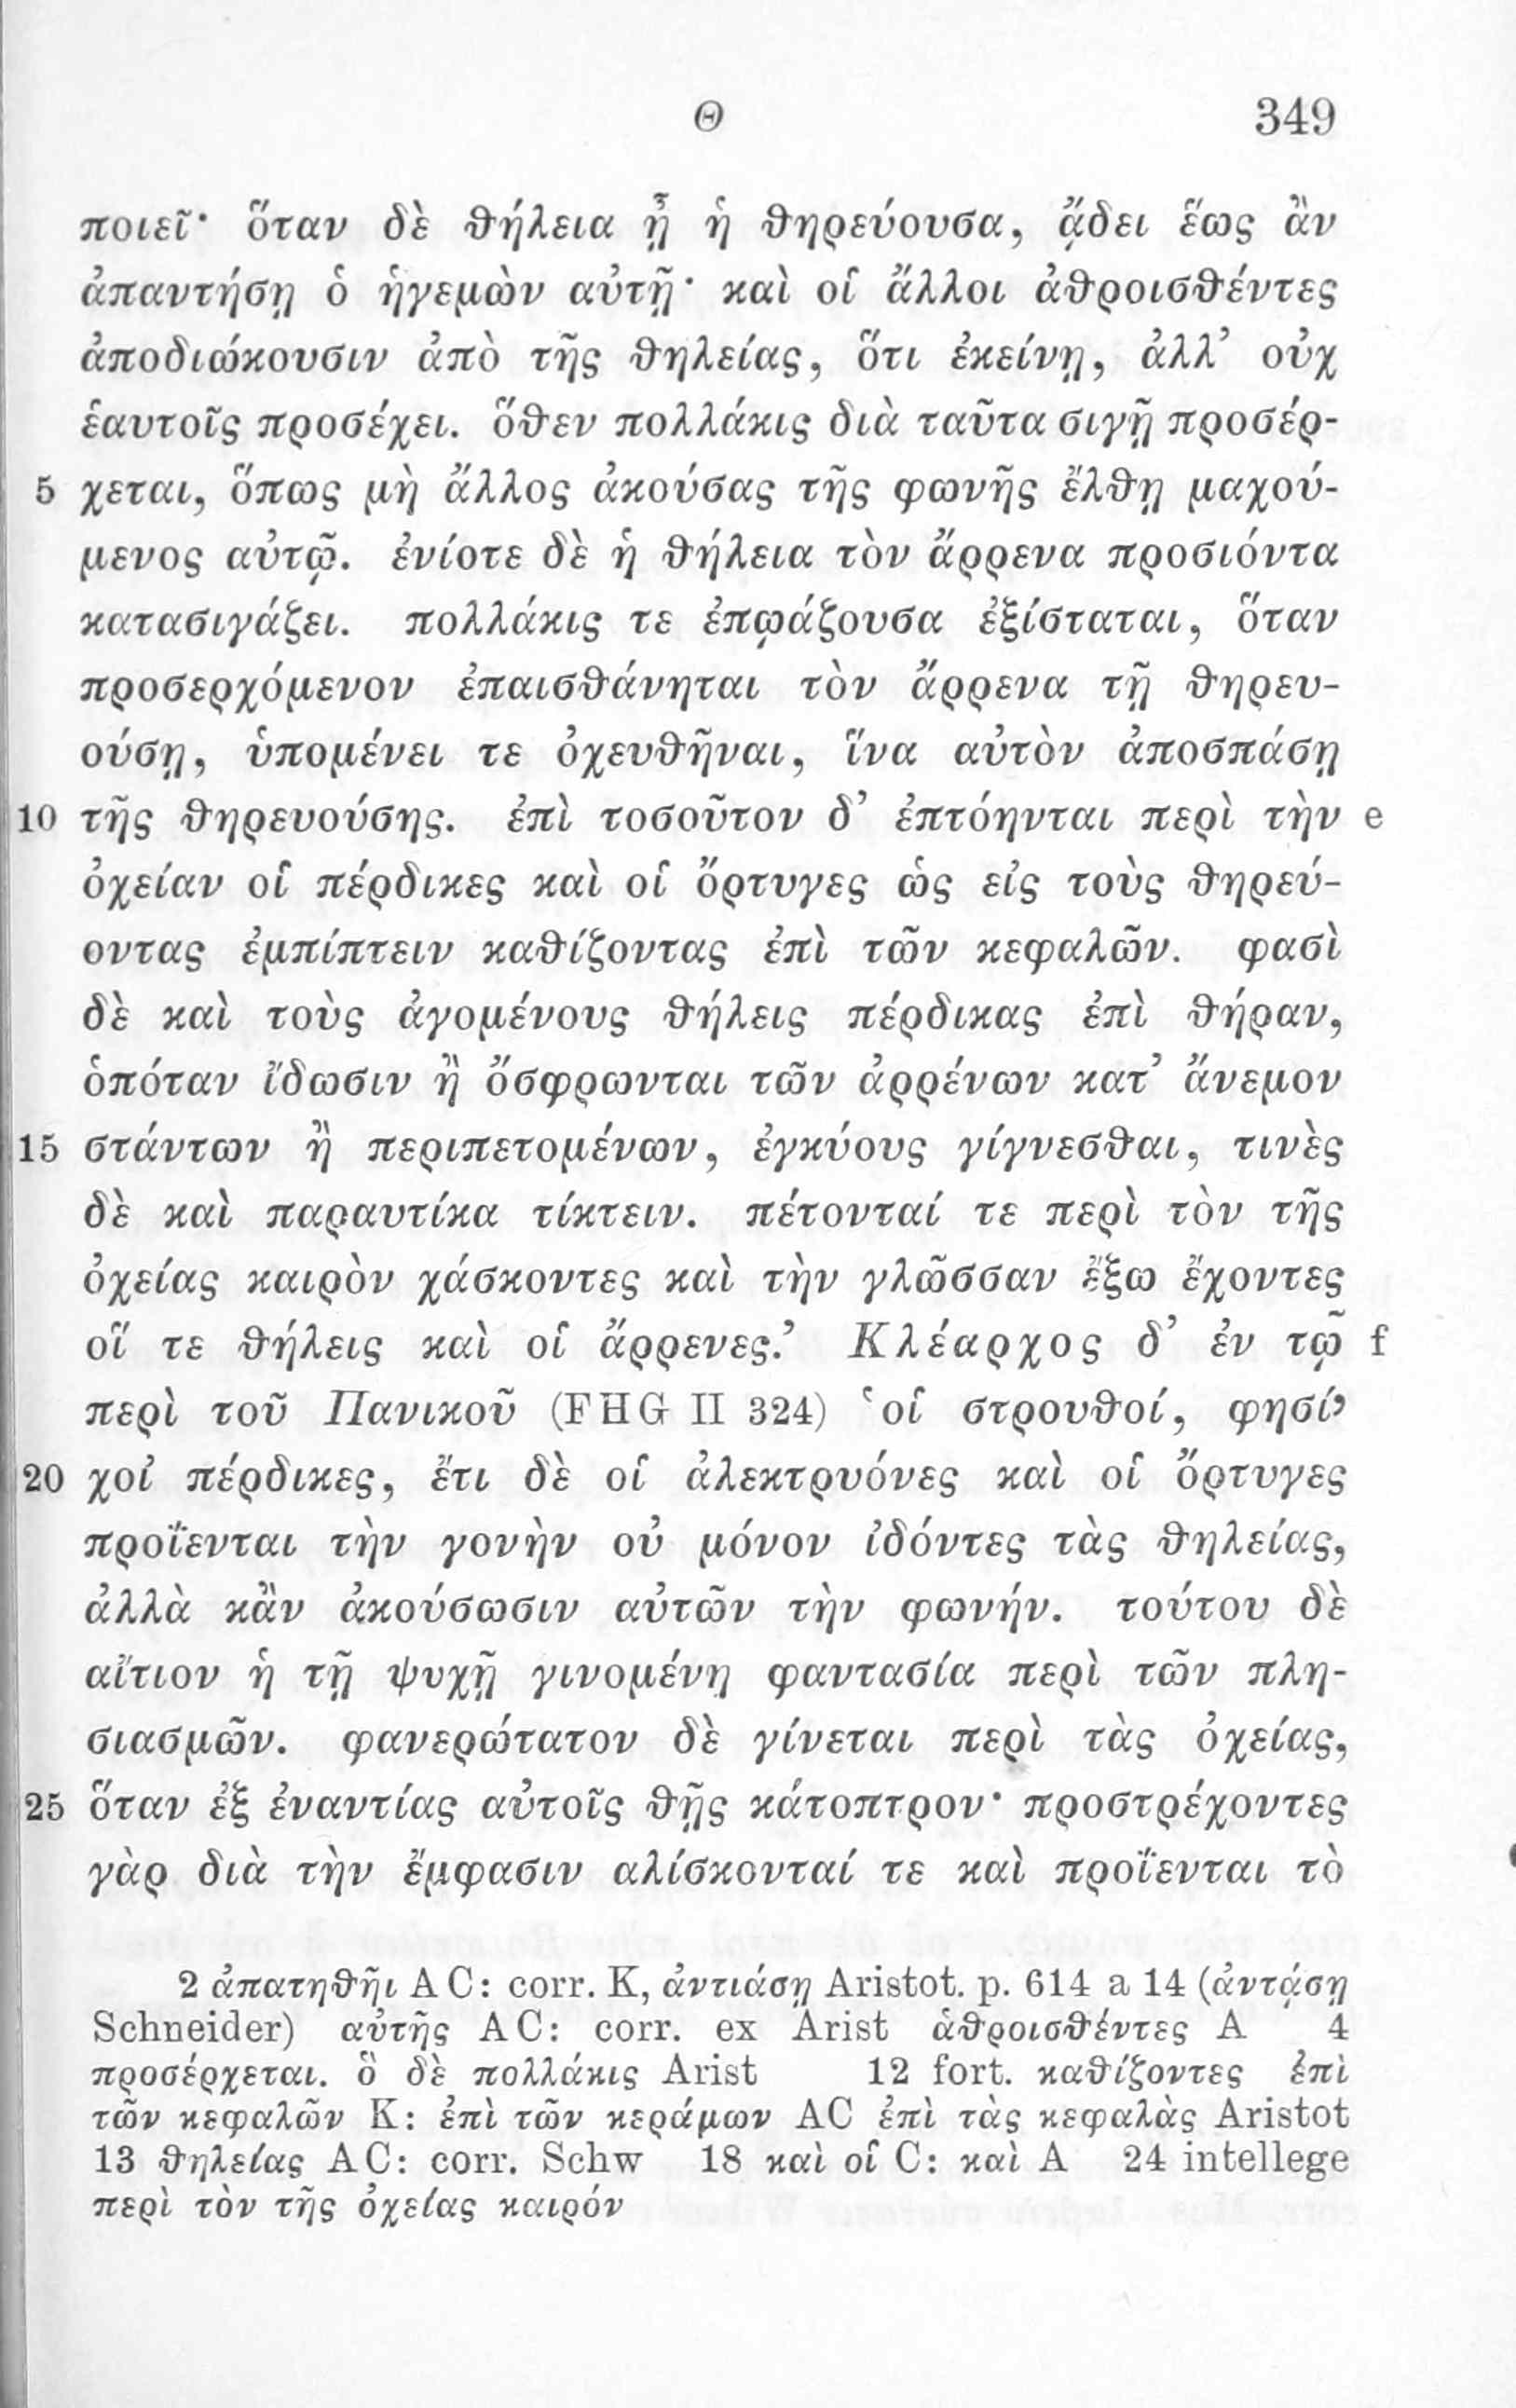 Θ 349
ποιεῖ· ὅταν δὲ θήλεια ᾖ ἡ θηρεύουσα, ᾄδει ἕως ἂν
ἀπαντήσῃ ὁ ἡγεμὼν αὐτῇ· καὶ οἱ ἄλλοι ἀθροισθέντες
ἀποδιώκουσιν ἀπὸ τῆς θηλείας, ὅτι ἐκείνῃ, ἀλλ’ οὐχ
ἑαυτοῖς προσέχει. ὅθεν πολλάκις διὰ ταῦτα σιγῇ προσέρ-
5 χεται, ὅπως μὴ ἄλλος ἀκούσας τῆς φωνῆς ἔλθῃ μαχού-
μενος αὐτῷ. ἐνίοτε δὲ ἡ θήλεια τὸν ἄρρενα προσιόντα
κατασιγάζει. πολλάκις τε ἐπῳάζουσα ἐξίσταται, ὅταν
προσερχόμενον ἐπαισθάνηται τὸν ἄρρενα τῇ θηρευ-
ούσῃ, ὑπομένει τε ὀχευθῆναι, ἵνα αὐτὸν ἀποσπάσῃ
10 τῆς θηρευούσης. ἐπὶ τοσοῦτον δ’ ἐπτόηνται περὶ τὴν e
ὀχείαν οἱ πέρδικες καὶ οἱ ὄρτυγες ὡς εἰς τοὺς θηρεύ-
οντας ἐμπίπτειν καθίζοντας ἐπὶ τῶν κεφαλῶν. φασὶ
δὲ καὶ τοὺς ἀγομένους θήλεις πέρδικας ἐπὶ θήραν,
ὁπόταν ἴδωσιν ἢ ὄσφρωνται τῶν ἀρρένων κατ’ ἄνεμον
15 στάντων ἢ περιπετομένων, ἐγκύους γίγνεσθαι, τινὲς
δὲ καὶ παραυτίκα τίκτειν. πέτονταί τε περὶ τὸν τῆς
ὀχείας καιρὸν χάσκοντες καὶ τὴν γλῶσσαν ἔξω ἔχοντες
οἵ τε θήλεις καὶ οἱ ἄρρενες.’ Κλέαρχος δ’ ἐν τῷ f
περὶ τοῦ Πανικοῦ (FHG II 324) ‘οἱ στρουθοί, φησί’
20 χοἰ πέρδικες, ἔτι δὲ οἱ ἀλεκτρυόνες καὶ οἱ ὄρτυγες
προΐενται τὴν γονὴν οὐ μόνον ἰδόντες τὰς θηλείας,
ἀλλὰ κἂν ἀκούσωσιν αὐτῶν τὴν φωνήν. τούτου δὲ
αἴτιον ἡ τῇ ψυχῇ γινομένη φαντασία περὶ τῶν πλη-
σιασμῶν. φανερώτατον δὲ γίνεται περὶ τὰς ὀχείας,
25 ὅταν ἐξ ἐναντίας αὐτοῖς θῇς κάτοπτρον· προστρέχοντες
γὰρ διὰ τὴν ἔμφασιν αλίσκονταί τε καὶ προΐενται τὸ
2 ἀπατηθῆι AC: corr. K, ἀντιάσῃ Aristot. p. 614 a 14 (ἀντᾴσῃ
Schneider) αὐτῆς AC: corr. ex Arist ἁθροισθέντες A 4
προσέρχεται. ὃ δὲ πολλάκις Arist 12 fort. καθίζοντες ἐπὶ
τῶν κεφαλῶν K: ἐπὶ τῶν κεράμων AC ἐπὶ τὰς κεφαλὰς Aristot
13 θηλείας AC: corr. Schw 18 καὶ οἱ C: καὶ A 24 intellege
περὶ τὸν τῆς ὀχείας καιρόν